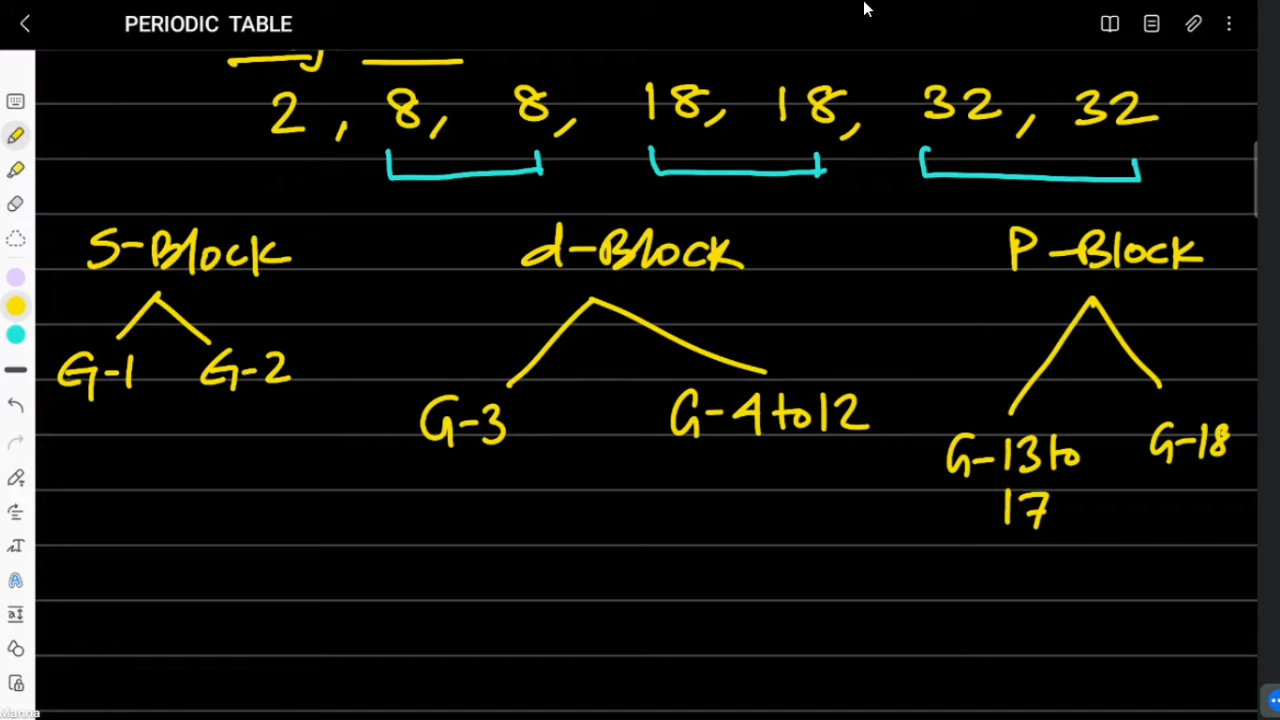 PERIODIC TABLE
2, 8, 8, 18, 18, 32, 32
S-Block d-Block P-Block
G-1 G-2 G-3 G-4 to 12 G-13 to 17 G-18
Manna